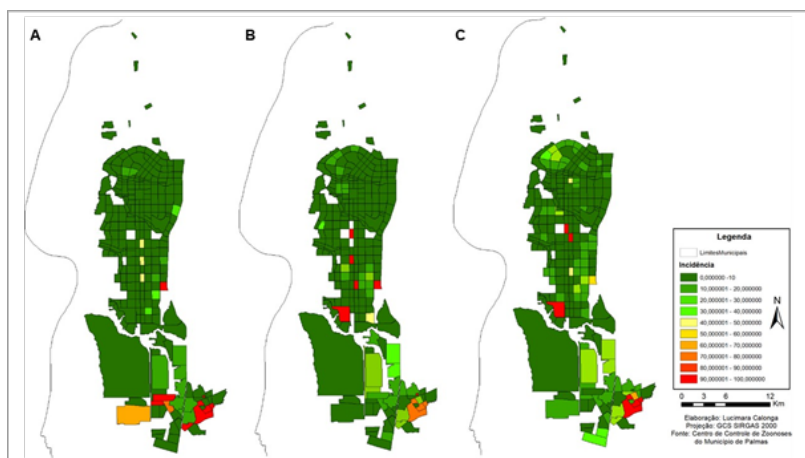 A
B
C
Legenda
LimitesMunicipais
Incidência
0,000000 - 10
10,000001 - 20,000000
20,000001 - 30,000000
30,000001 - 40,000000
40,000001 - 50,000000
50,000001 - 60,000000
60,000001 - 70,000000
70,000001 - 80,000000
80,000001 - 90,000000
90,000001 - 100,000000
N
0 3 6 12
Km
Elaboração: Lucimara Calonga
Projeção: GCS SIRGAS 2000
Fonte: Centro de Controle de Zoonoses
do Município de Palmas